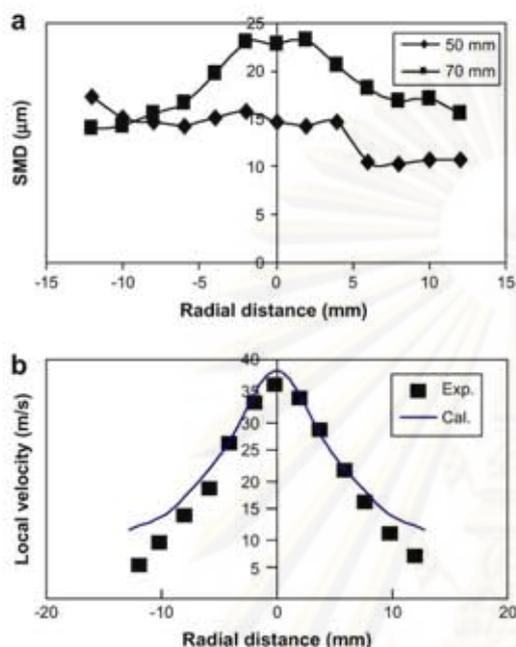 a
25
20
15
10
5
0
50 mm
70 mm
SMD (μm)
-15 -10 -5 0 5 10 15
Radial distance (mm)
b
40
35
30
25
20
15
10
5
Exp.
Cal.
Local velocity (m/s)
-20 -10 0 10 20
Radial distance (mm)